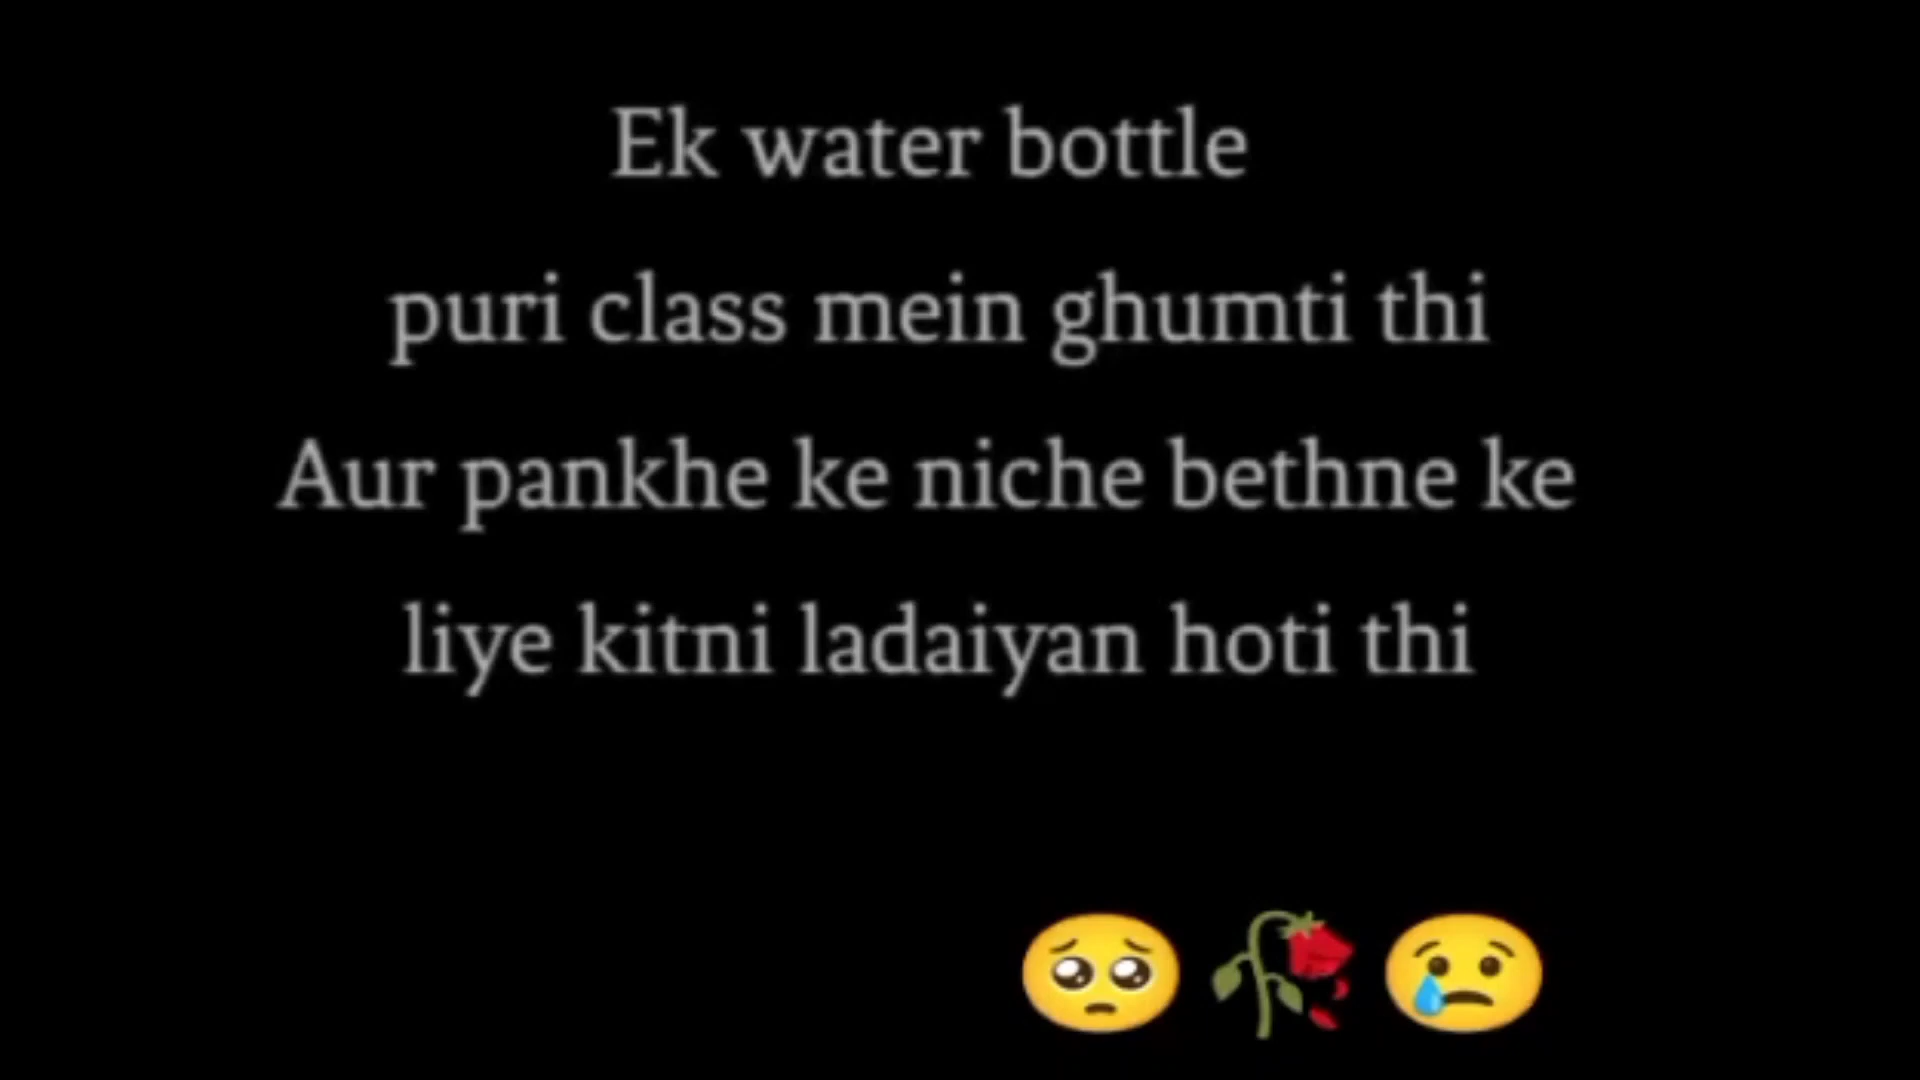 Ek water bottle
puri class mein ghumti thi
Aur pankhe ke niche bethne ke
liye kitni ladaiyan hoti thi
🥺🥀😢